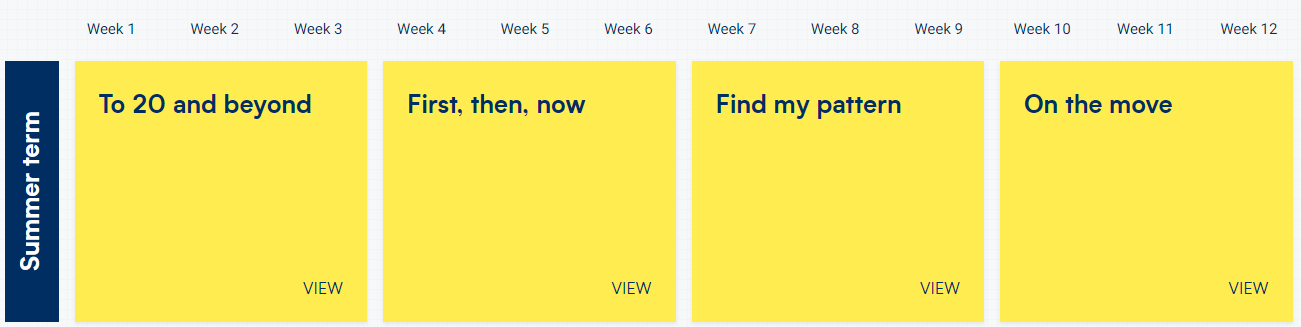 Week 1 Week 2 Week 3 Week 4 Week 5 Week 6 Week 7 Week 8 Week 9 Week 10 Week 11 Week 12
Summer term
To 20 and beyond
VIEW
First, then, now
VIEW
Find my pattern
VIEW
On the move
VIEW